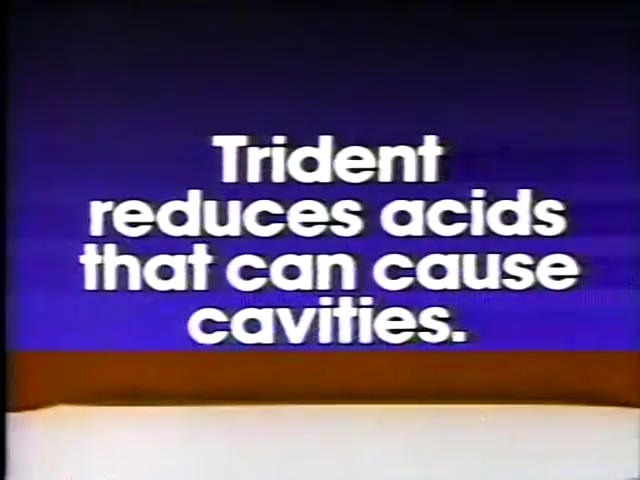 Trident
reduces acids
that can cause
cavities.